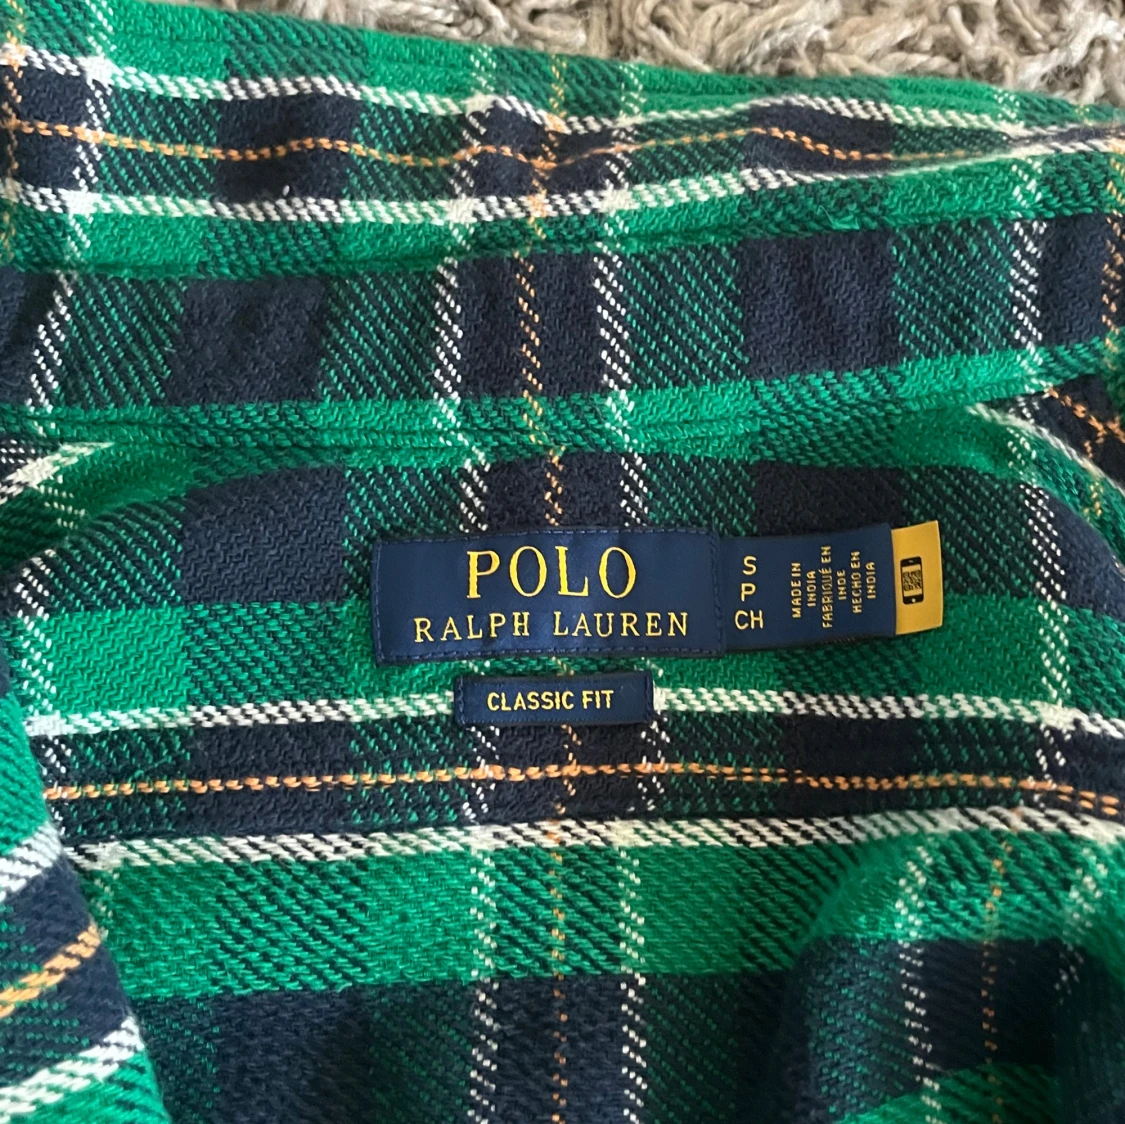 POLO
RALPH LAUREN
S
P
CH
MADE IN
INDIA
FABRIQUÉ EN
INDE
HECHO EN
INDIA
CLASSIC FIT